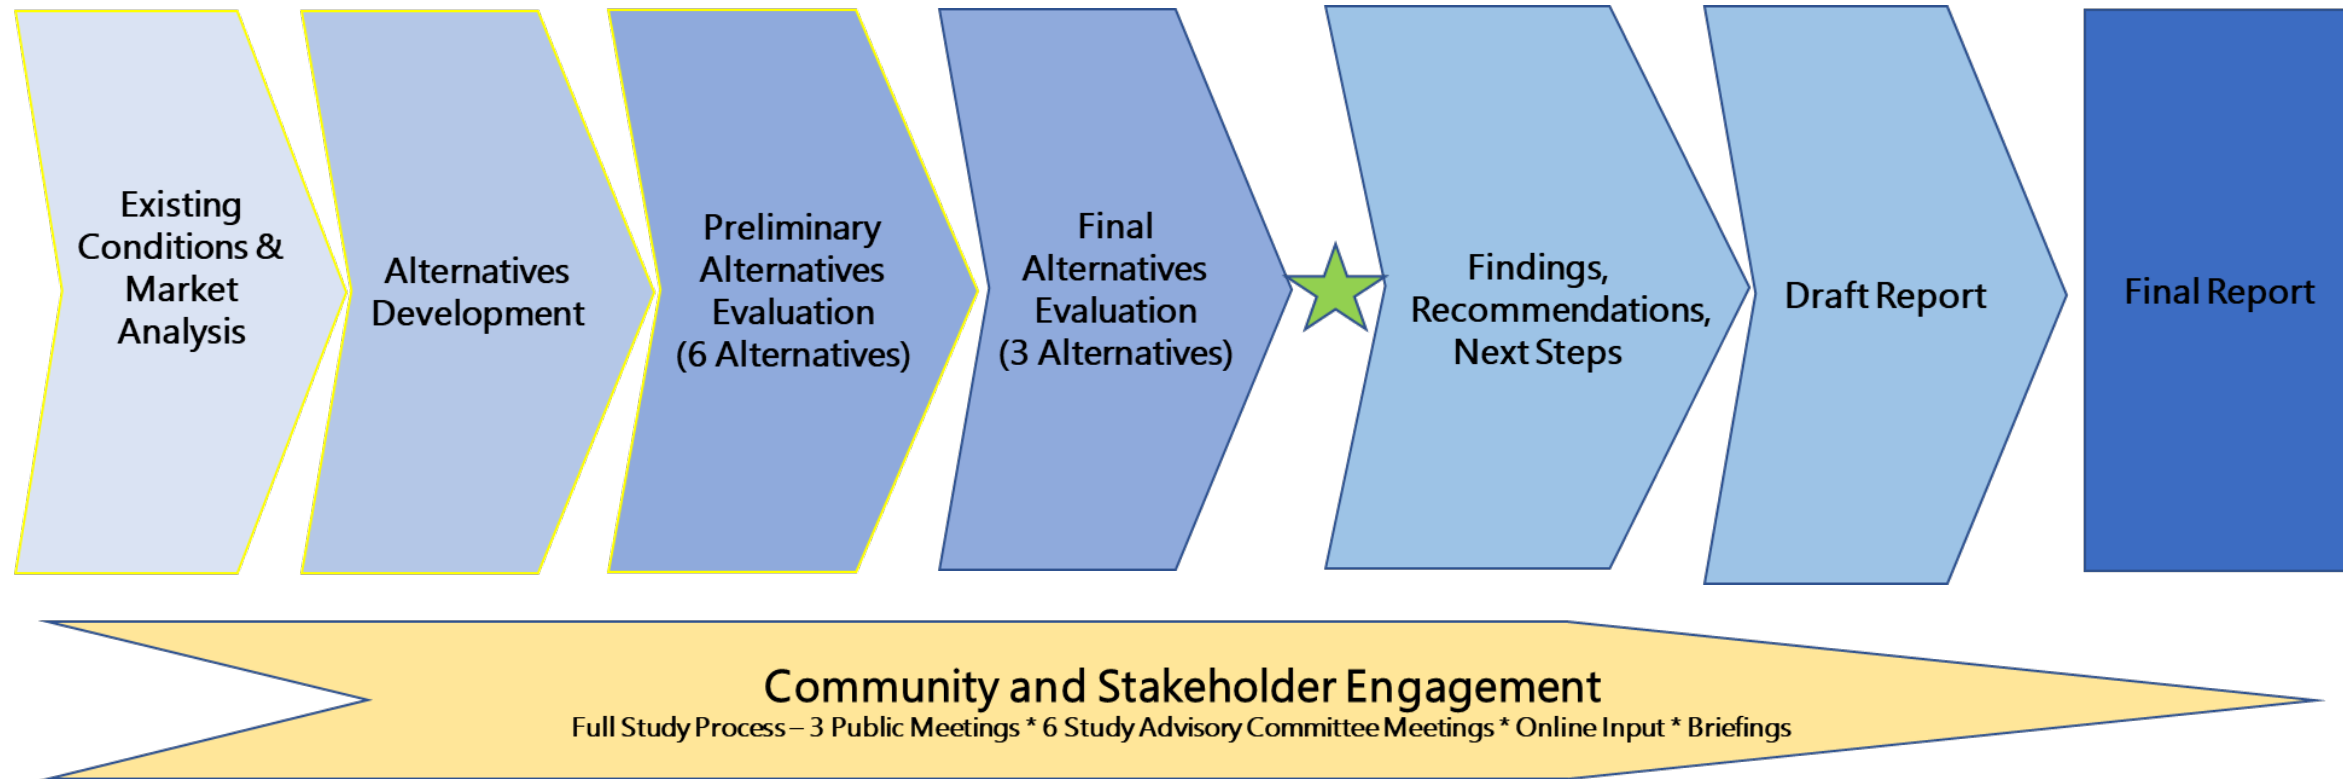 Existing
Conditions &
Market
Analysis
Alternatives
Development
Preliminary
Alternatives
Evaluation
(6 Alternatives)
Final
Alternatives
Evaluation
(3 Alternatives)
Findings,
Recommendations,
Next Steps
Draft Report
Final Report
Community and Stakeholder Engagement
Full Study Process – 3 Public Meetings * 6 Study Advisory Committee Meetings * Online Input * Briefings